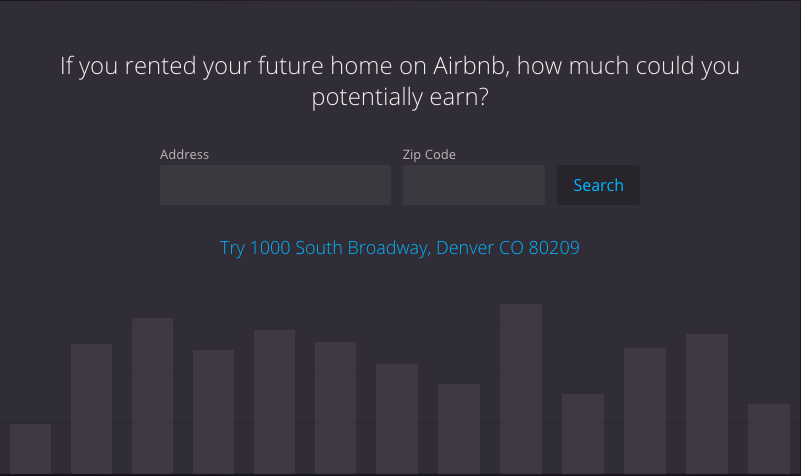 If you rented your future home on Airbnb, how much could you
potentially earn?
Address
Zip Code
Search
Try 1000 South Broadway, Denver CO 80209